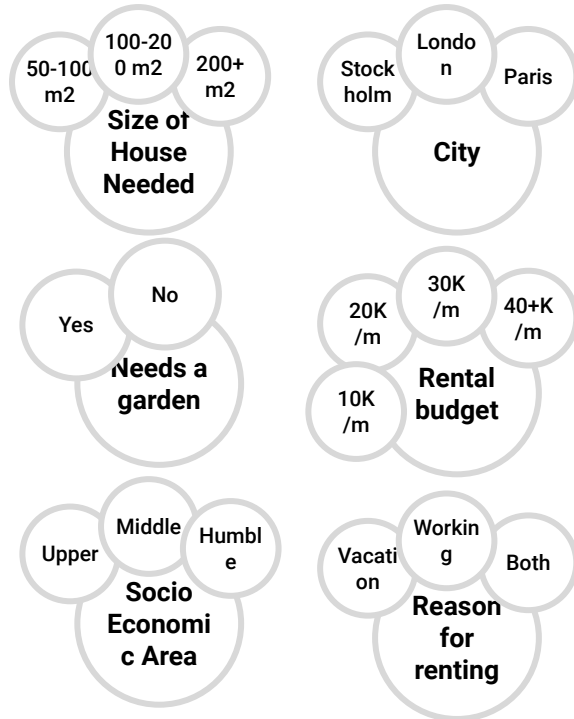 50-100
m2
100-20
0 m2
200+
m2
Size of
House
Needed
Stock
holm
Londo
n
Paris
City
Yes
No
Needs a
garden
10K
/m
20K
/m
30K
/m
40+K
/m
Rental
budget
Upper
Middle
Humbl
e
Socio
Economi
c Area
Vacati
on
Workin
g
Both
Reason
for
renting